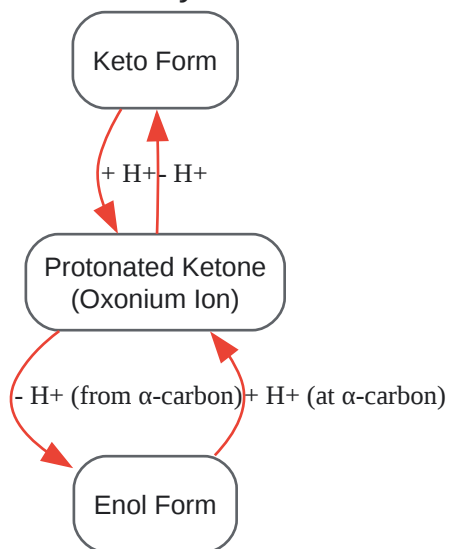 Keto Form
+ H+
- H+
Protonated Ketone
(Oxonium Ion)
- H+ (from α-carbon)
+ H+ (at α-carbon)
Enol Form